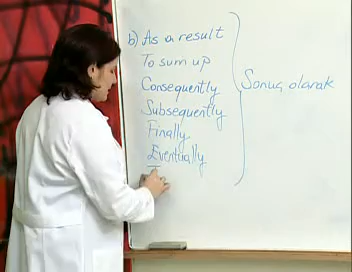 b) As a result
To sum up
Consequently
Subsequently
Finally
Eventually
Sonuç olarak